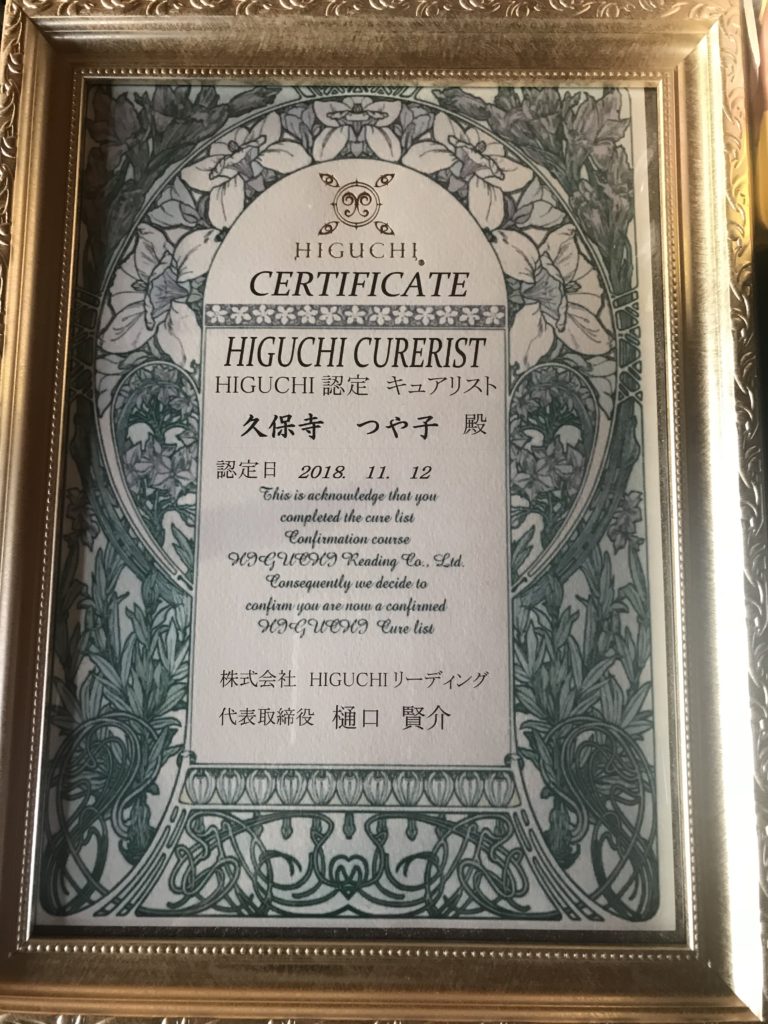 HIGUCHI®
CERTIFICATE
HIGUCHI CURERIST
HIGUCHI 認定 キュアリスト
久保寺 つや子 殿
認定日 2018. 11. 12
This is acknowledge that you
completed the cure list
Confirmation course
HIGUCHI Reading Co., Ltd.
Consequently we decide to
confirm you are now a confirmed
HIGUCHI Cure list
株式会社 HIGUCHIリーディング
代表取締役 樋口 賢介